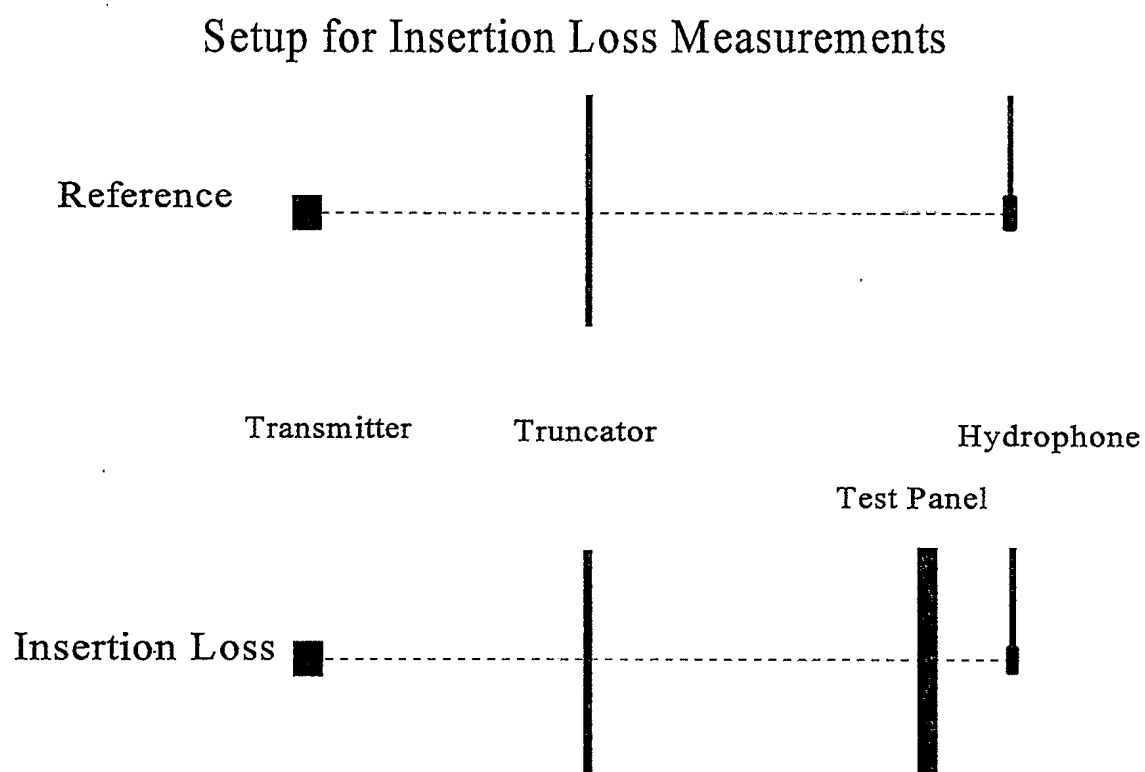 Setup for Insertion Loss Measurements
Reference
Transmitter Truncator Hydrophone
Test Panel
Insertion Loss